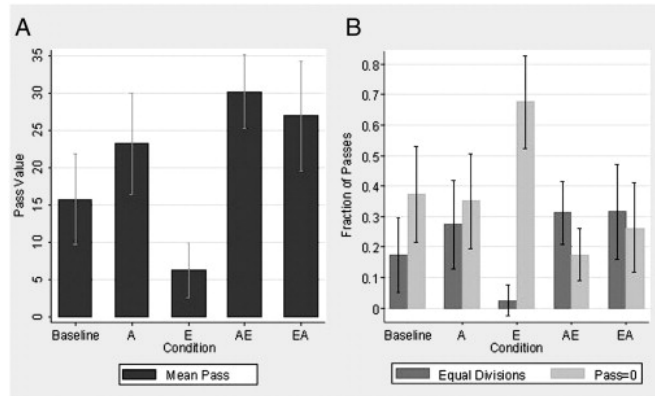 A
35
30
25
20
15
10
5
0
Pass Value
Baseline A E AE EA
Condition
Mean Pass
B
0.8
0.7
0.6
0.5
0.4
0.3
0.2
0.1
0
Fraction of Passes
Baseline A E AE EA
Condition
Equal Divisions Pass=0